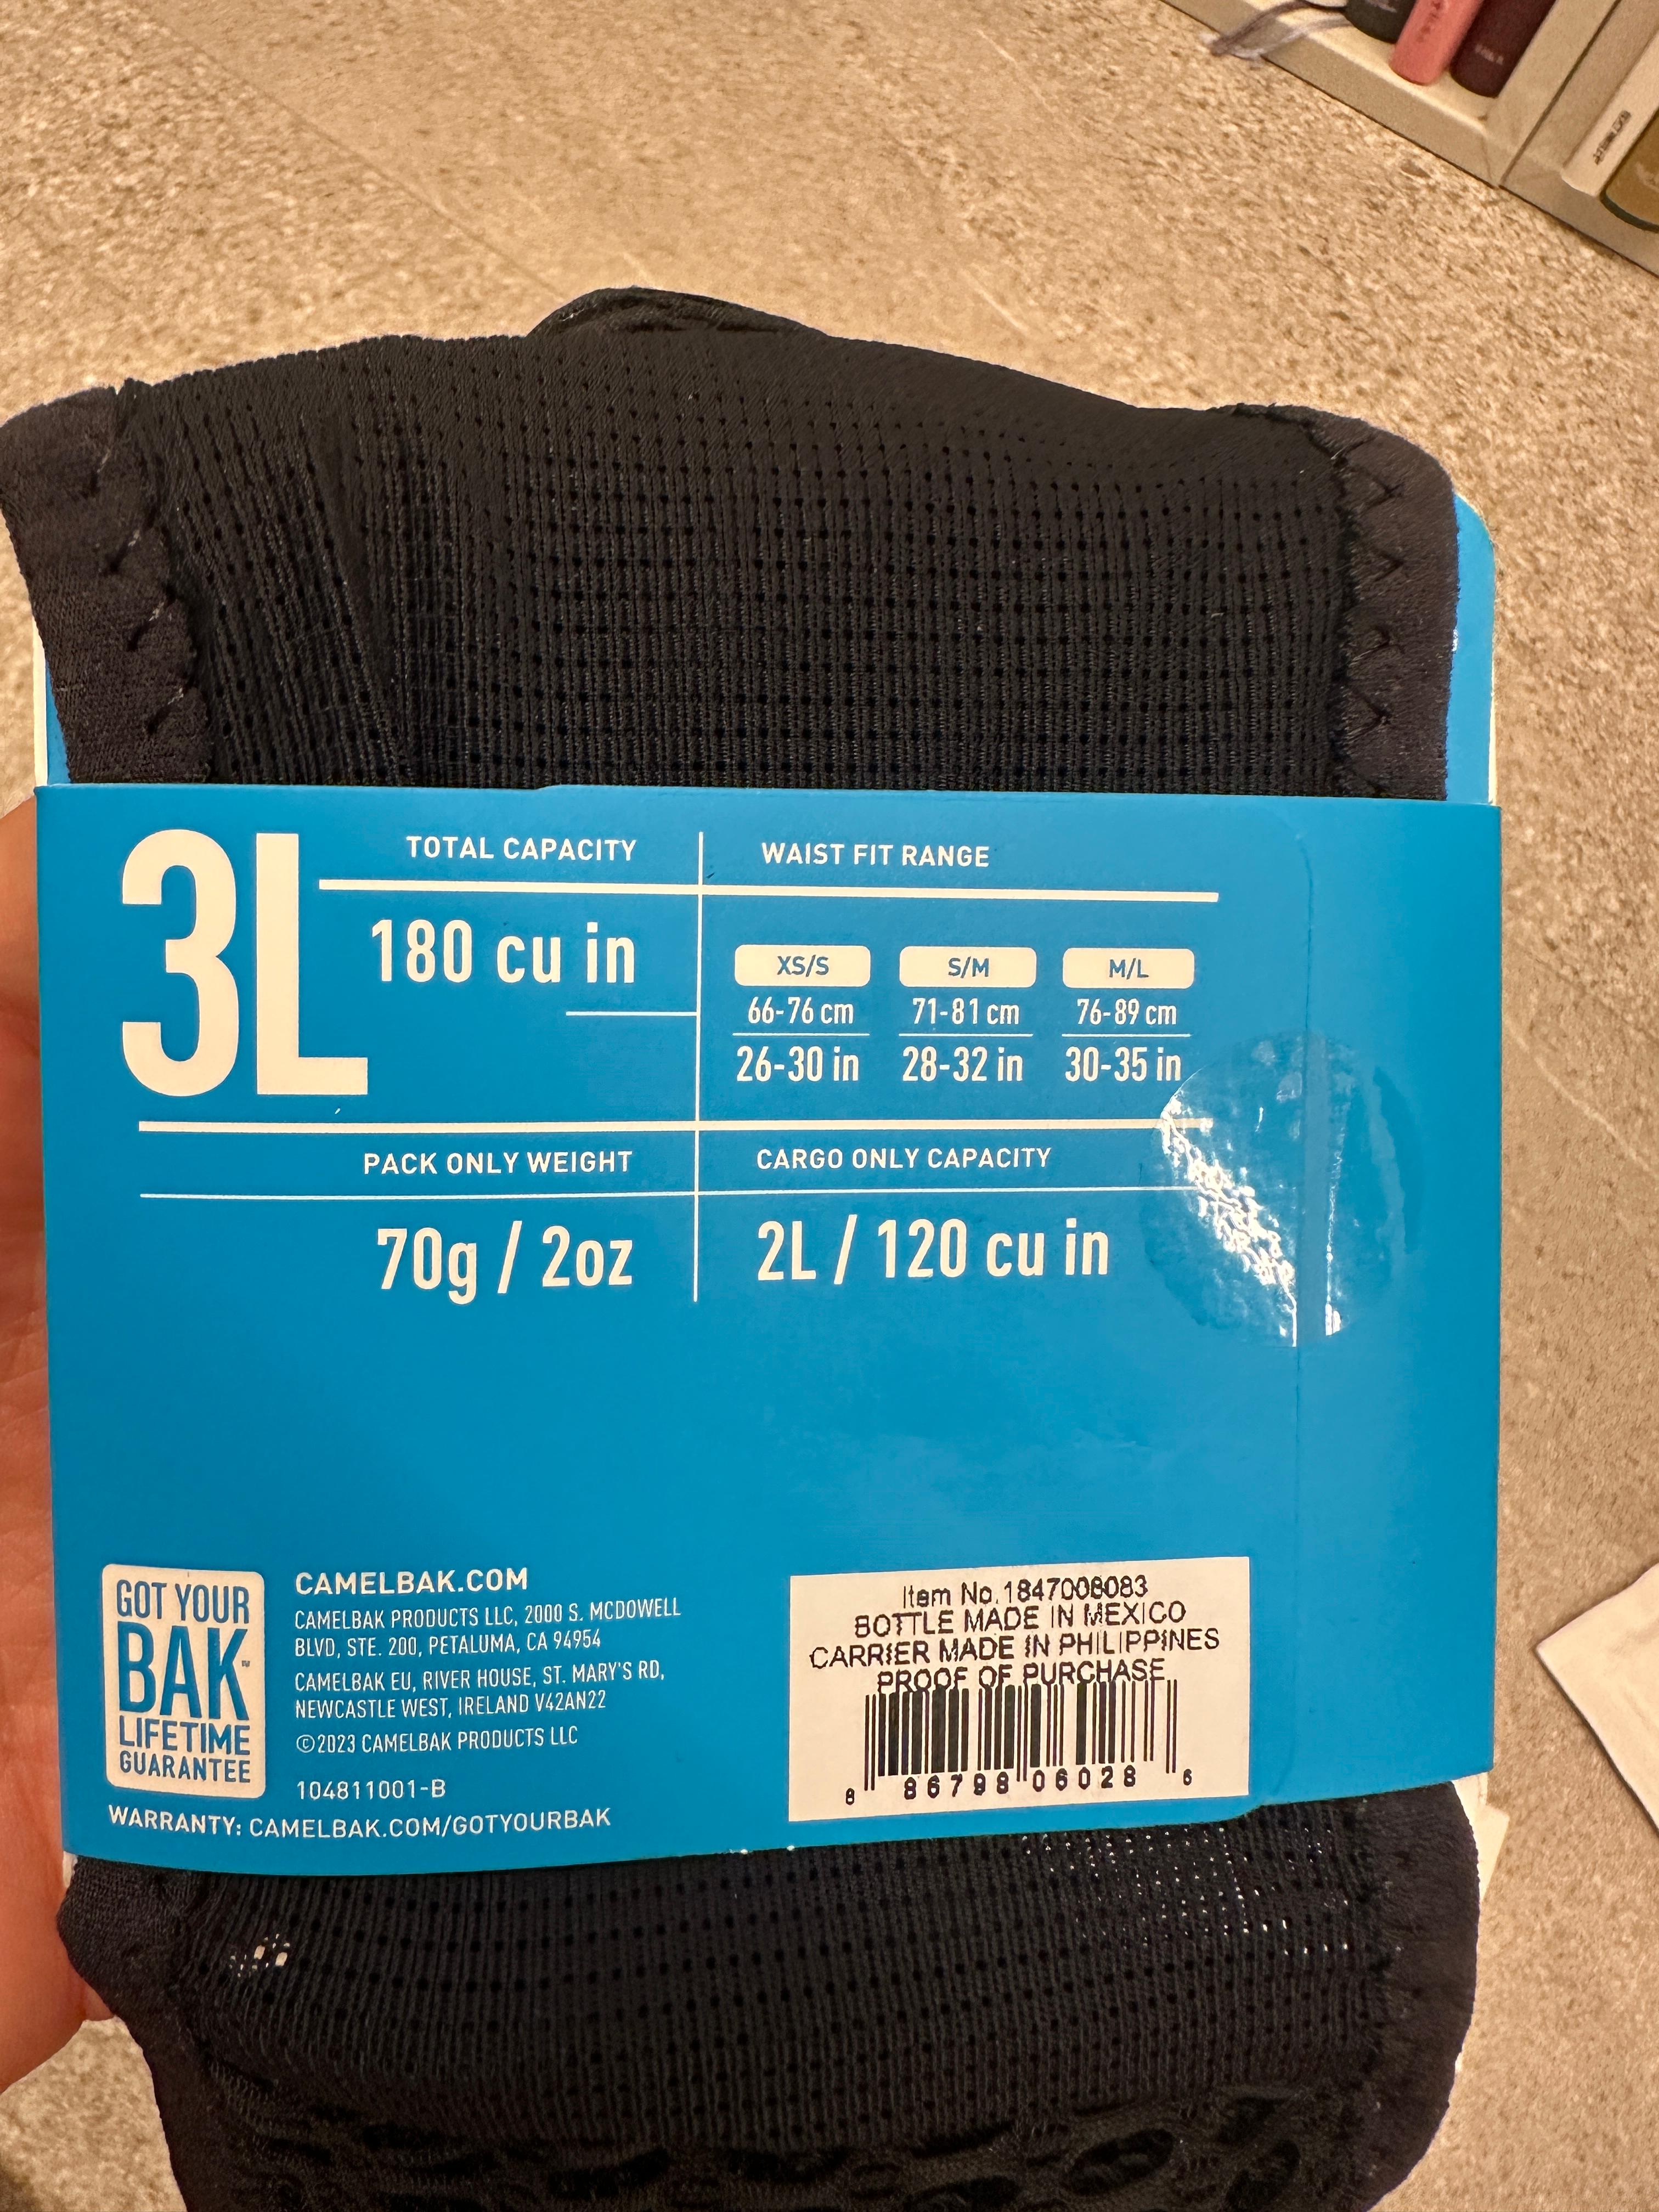 3L
TOTAL CAPACITY
180 cu in
WAIST FIT RANGE
XS/S S/M M/L
66-76 cm 71-81 cm 76-89 cm
26-30 in 28-32 in 30-35 in
PACK ONLY WEIGHT
70g / 2oz
CARGO ONLY CAPACITY
2L / 120 cu in
GOT YOUR
BAK™
LIFETIME
GUARANTEE
CAMELBAK.COM
CAMELBAK PRODUCTS LLC, 2000 S. MCDOWELL
BLVD, STE. 200, PETALUMA, CA 94954
CAMELBAK EU, RIVER HOUSE, ST. MARY'S RD,
NEWCASTLE WEST, IRELAND V42AN22
©2023 CAMELBAK PRODUCTS LLC
104811001-B
WARRANTY: CAMELBAK.COM/GOTYOURBAK
Item No.1847008083
BOTTLE MADE IN MEXICO
CARRIER MADE IN PHILIPPINES
PROOF OF PURCHASE
8 86798 06028 6